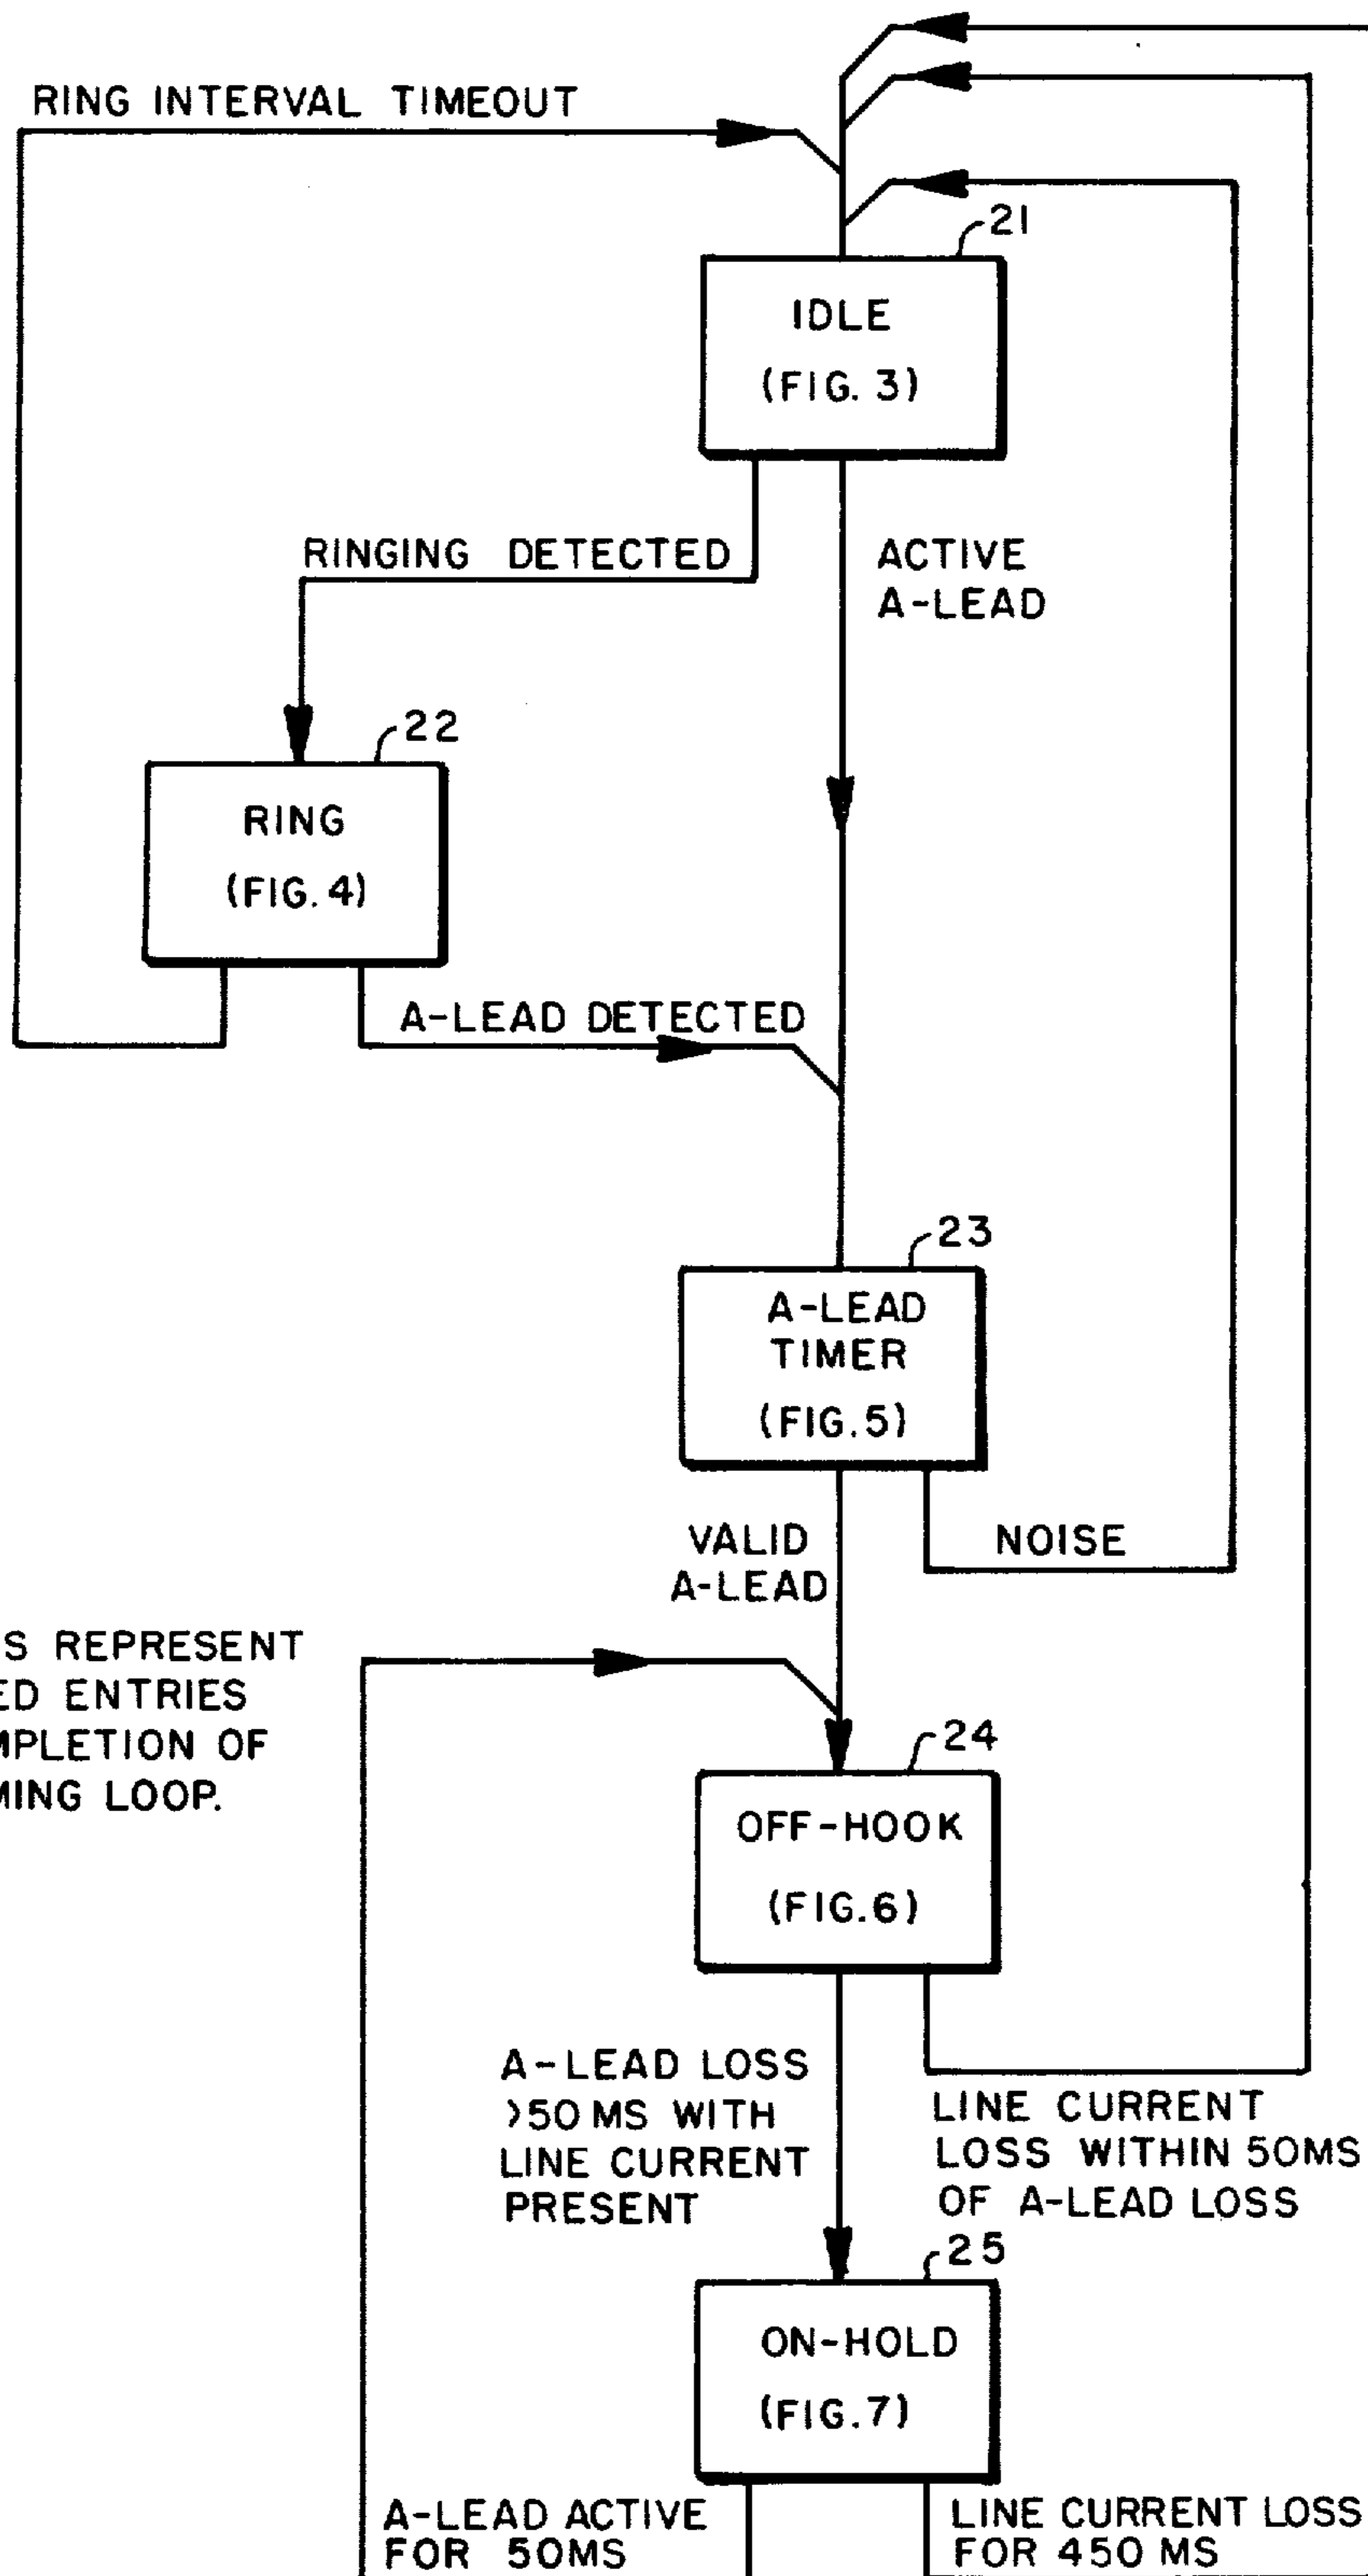 RING INTERVAL TIMEOUT
21
IDLE
(FIG. 3)
RINGING DETECTED
ACTIVE
A-LEAD
22
RING
(FIG. 4)
A-LEAD DETECTED
23
A-LEAD
TIMER
(FIG. 5)
VALID
A-LEAD
NOISE
S REPRESENT
ED ENTRIES
MPLETION OF
MING LOOP.
24
OFF-HOOK
(FIG. 6)
A-LEAD LOSS
>50 MS WITH
LINE CURRENT
PRESENT
LINE CURRENT
LOSS WITHIN 50MS
OF A-LEAD LOSS
25
ON-HOLD
(FIG. 7)
A-LEAD ACTIVE
FOR 50MS
LINE CURRENT LOSS
FOR 450 MS